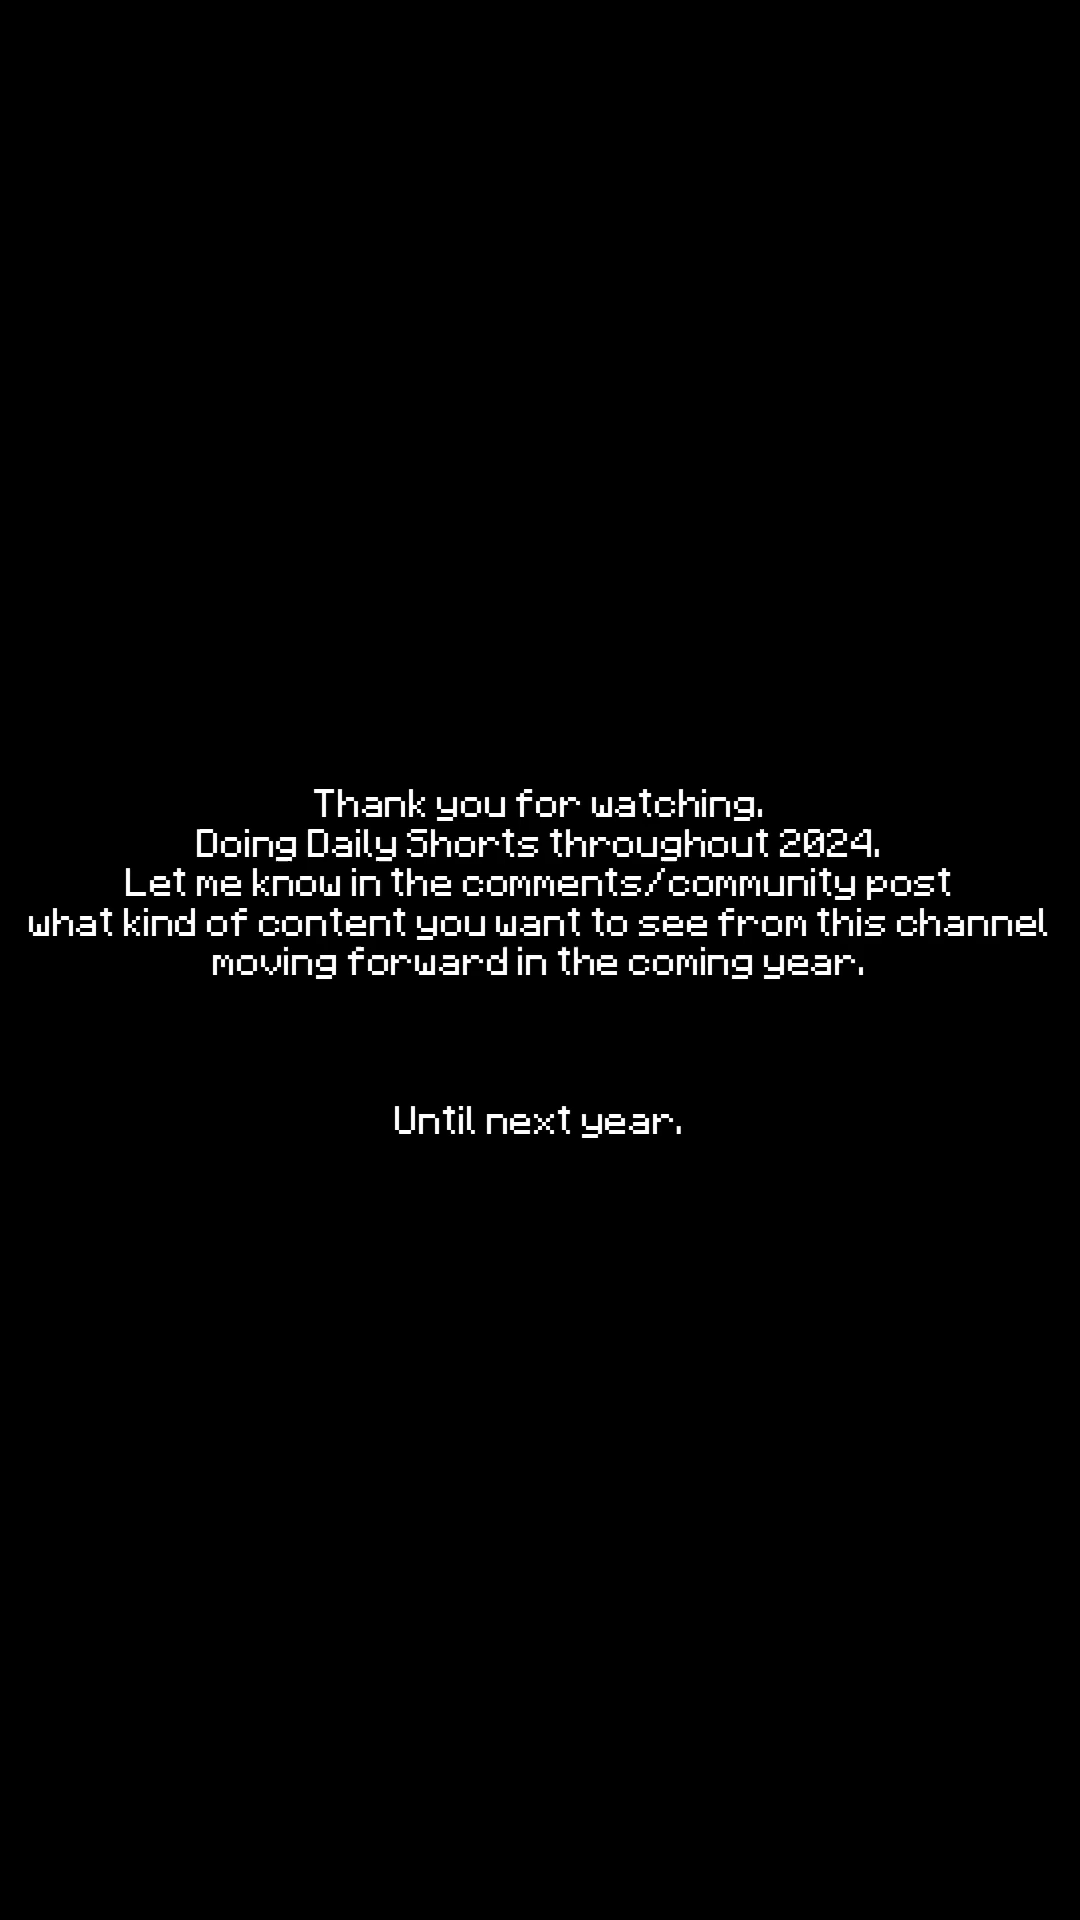 Thank you for watching.
Doing Daily Shorts throughout 2024.
Let me know in the comments/community post
what kind of content you want to see from this channel
moving forward in the coming year.
Until next year.